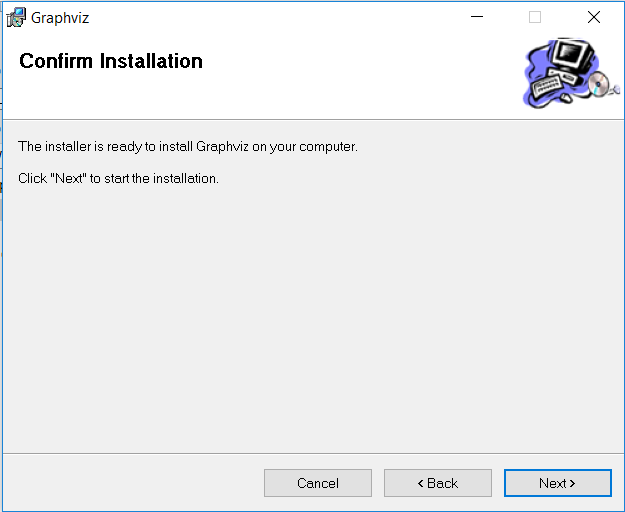 Graphviz
Confirm Installation
The installer is ready to install Graphviz on your computer.
Click "Next" to start the installation.
Cancel
< Back
Next >